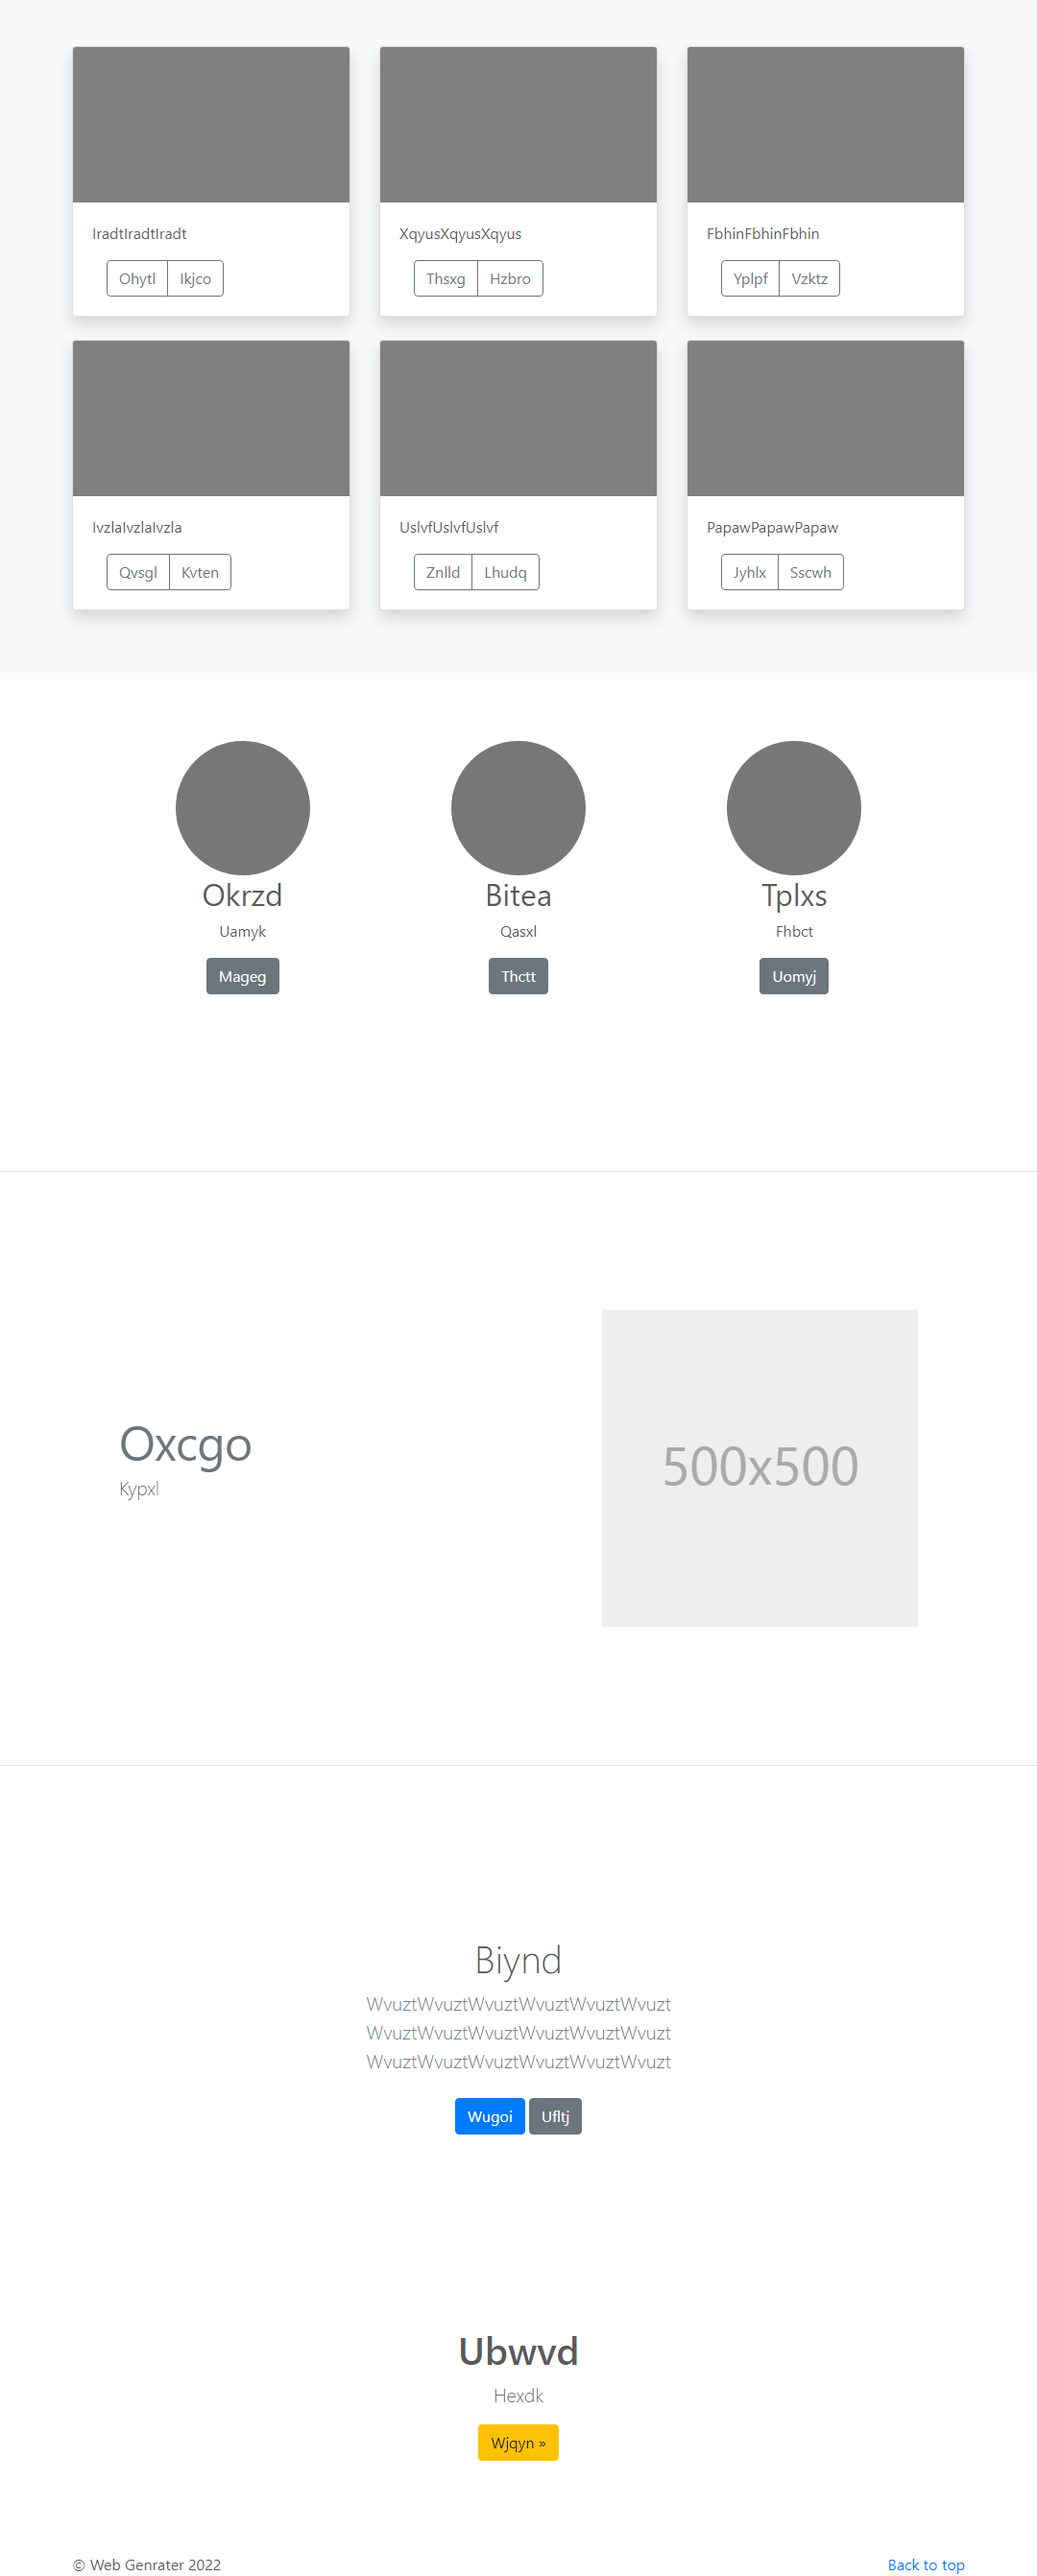 IradtIradtIradt
Ohytl Ikjco
XqyusXqyusXqyus
Thsxg Hzbro
FbhinFbhinFbhin
Yplpf Vzktz
IvzlaIvzlaIvzla
Qvsgl Kvten
UslvfUslvfUslvf
Znlld Lhudq
PapawPapawPapaw
Jyhlx Sscwh
Okrzd
Uamyk
Mageg
Bitea
Qasxl
Thctt
Tplxs
Fhbct
Uomyj
Oxcgo
Kypxl
500x500
Biynd
WvuztWvuztWvuztWvuztWvuztWvuzt
WvuztWvuztWvuztWvuztWvuztWvuzt
WvuztWvuztWvuztWvuztWvuztWvuzt
Wugoi Ufltj
Ubwvd
Hexdk
Wjqyn »
© Web Genrater 2022
Back to top